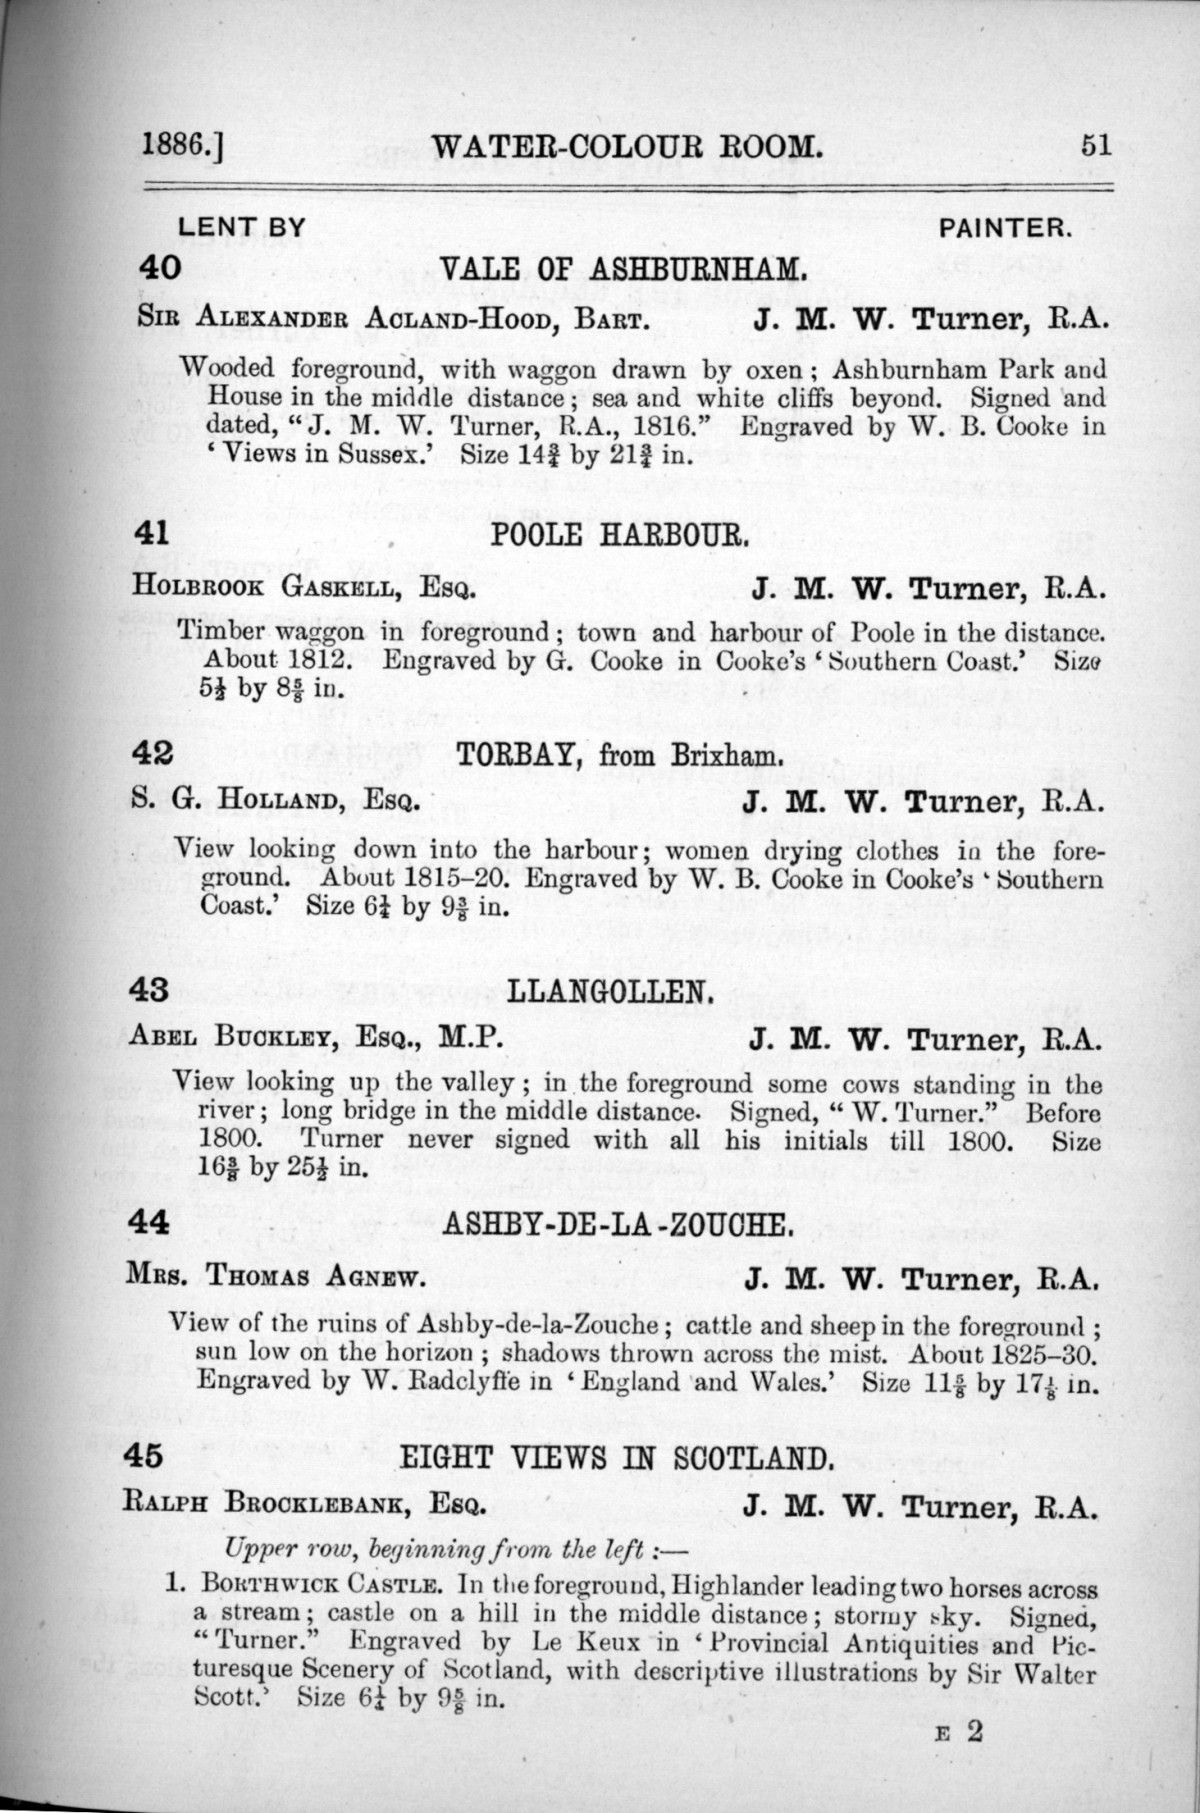 1886.] WATER-COLOUR ROOM. 51
LENT BY PAINTER.
40 VALE OF ASHBURNHAM.
Sir Alexander Acland-Hood, Bart. J. M. W. Turner, R.A.
Wooded foreground, with waggon drawn by oxen; Ashburnham Park and
House in the middle distance; sea and white cliffs beyond. Signed and
dated, “J. M. W. Turner, R.A., 1816.” Engraved by W. B. Cooke in
‘Views in Sussex.’ Size 14¾ by 21¾ in.
41 POOLE HARBOUR.
Holbrook Gaskell, Esq. J. M. W. Turner, R.A.
Timber waggon in foreground; town and harbour of Poole in the distance.
About 1812. Engraved by G. Cooke in Cooke’s ‘Southern Coast.’ Size
5½ by 8⅝ in.
42 TORBAY, from Brixham.
S. G. Holland, Esq. J. M. W. Turner, R.A.
View looking down into the harbour; women drying clothes in the fore-
ground. About 1815–20. Engraved by W. B. Cooke in Cooke’s ‘Southern
Coast.’ Size 6¼ by 9⅜ in.
43 LLANGOLLEN.
Abel Buckley, Esq., M.P. J. M. W. Turner, R.A.
View looking up the valley; in the foreground some cows standing in the
river; long bridge in the middle distance. Signed, “W. Turner.” Before
1800. Turner never signed with all his initials till 1800. Size
16⅜ by 25½ in.
44 ASHBY-DE-LA-ZOUCHE.
Mrs. Thomas Agnew. J. M. W. Turner, R.A.
View of the ruins of Ashby-de-la-Zouche; cattle and sheep in the foreground;
sun low on the horizon; shadows thrown across the mist. About 1825–30.
Engraved by W. Radclyffe in ‘England and Wales.’ Size 11⅝ by 17⅛ in.
45 EIGHT VIEWS IN SCOTLAND.
Ralph Brocklebank, Esq. J. M. W. Turner, R.A.
Upper row, beginning from the left:—
1. Borthwick Castle. In the foreground, Highlander leading two horses across
a stream; castle on a hill in the middle distance; stormy sky. Signed,
“Turner.” Engraved by Le Keux in ‘Provincial Antiquities and Pic-
turesque Scenery of Scotland, with descriptive illustrations by Sir Walter
Scott.’ Size 6¼ by 9⅝ in.
E 2